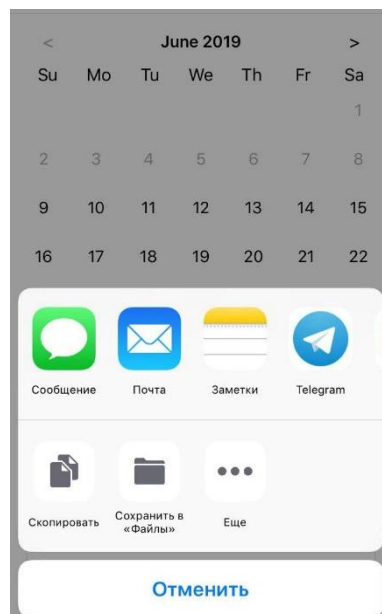 < June 2019 >
Su Mo Tu We Th Fr Sa
1
2 3 4 5 6 7 8
9 10 11 12 13 14 15
16 17 18 19 20 21 22
Сообщение Почта Заметки Telegram
Скопировать Сохранить в «Файлы» Еще
Отменить